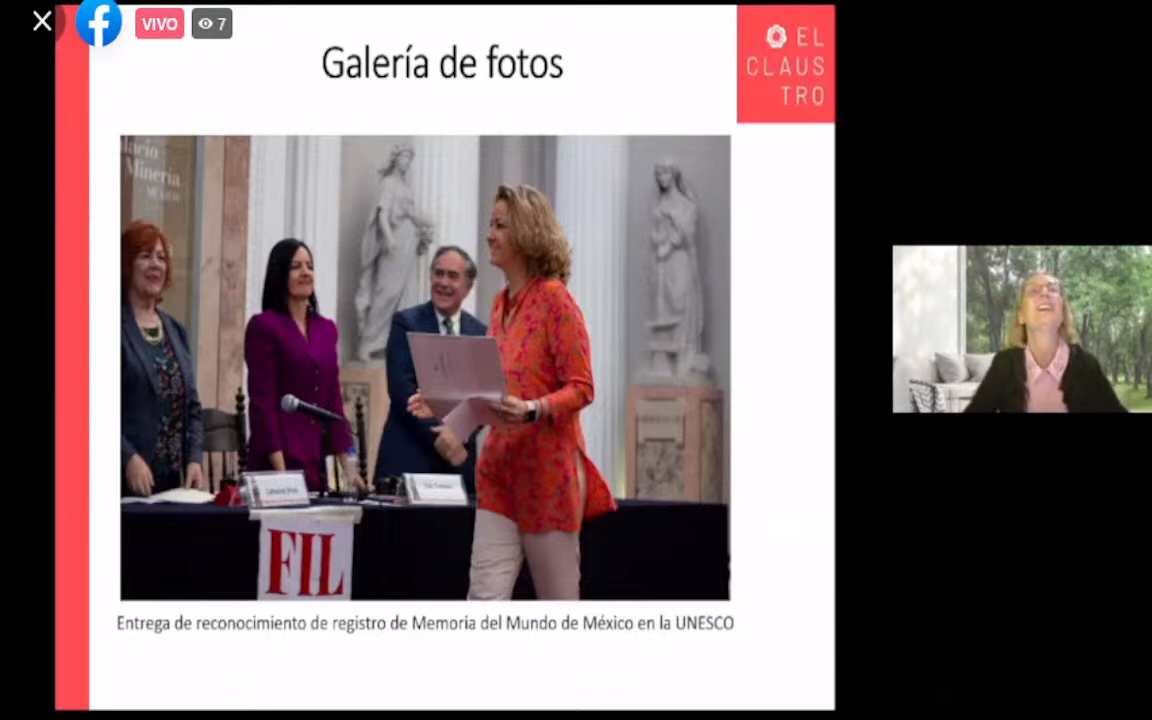 VIVO
7
Galería de fotos
EL
CLAUS
TRO
lacio
Minería
FIL
Entrega de reconocimiento de registro de Memoria del Mundo de México en la UNESCO